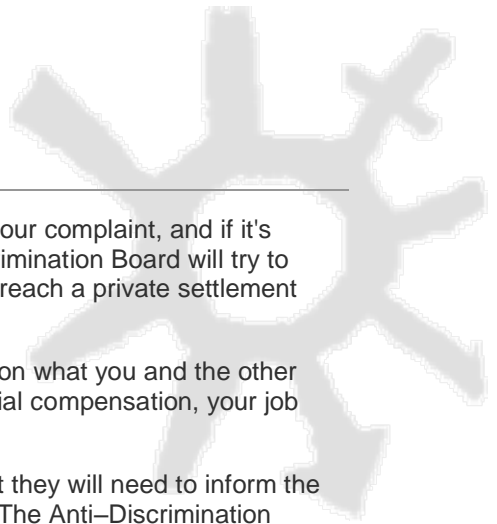 our complaint, and if it's
imination Board will try to
reach a private settlement
on what you and the other
ial compensation, your job
t they will need to inform the
The Anti–Discrimination